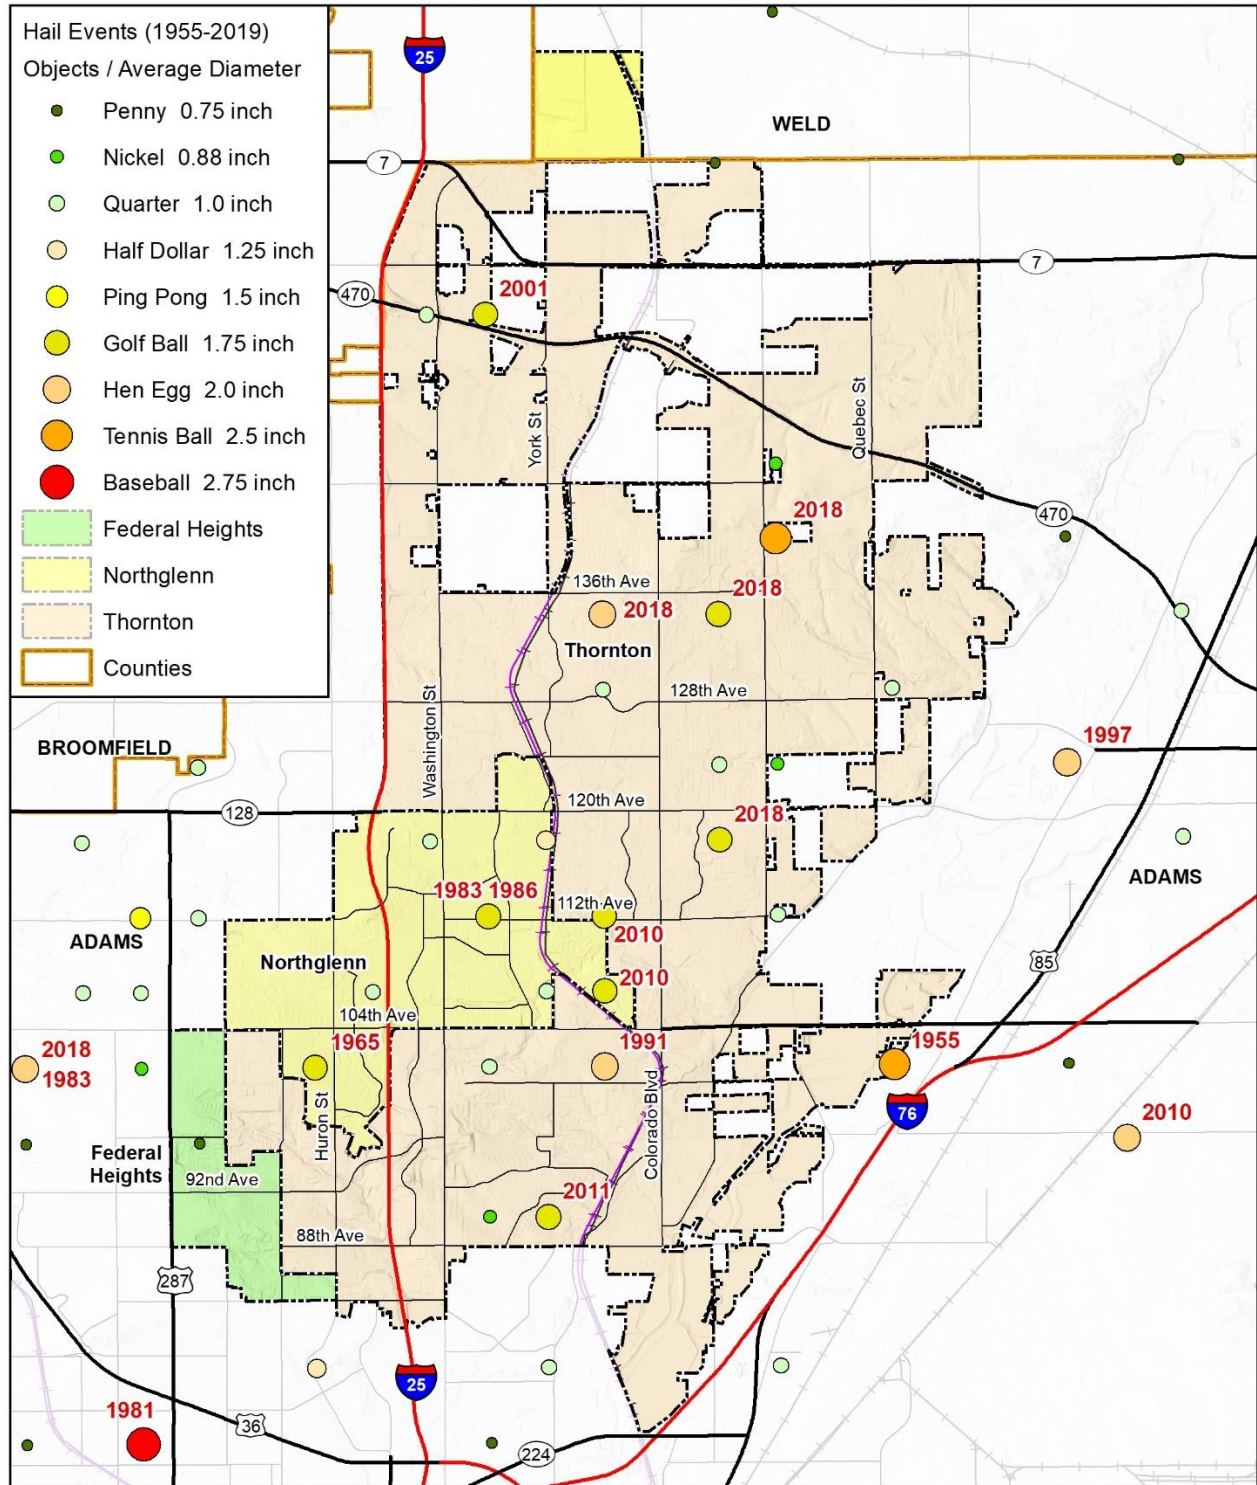 Hail Events (1955-2019)
Objects / Average Diameter
Penny 0.75 inch
Nickel 0.88 inch
Quarter 1.0 inch
Half Dollar 1.25 inch
Ping Pong 1.5 inch
Golf Ball 1.75 inch
Hen Egg 2.0 inch
Tennis Ball 2.5 inch
Baseball 2.75 inch
Federal Heights
Northglenn
Thornton
Counties
25
WELD
7
7
470
2001
York St
Quebec St
470
2018
136th Ave
2018
2018
Thornton
128th Ave
Washington St
BROOMFIELD
1997
128
120th Ave
2018
ADAMS
1983 1986
112th Ave
2010
ADAMS
Northglenn
85
2010
104th Ave
2018
1983
1965
1991
1955
Colorado Blvd
Huron St
76
2010
Federal
Heights
92nd Ave
2011
88th Ave
287
25
1981
36
224